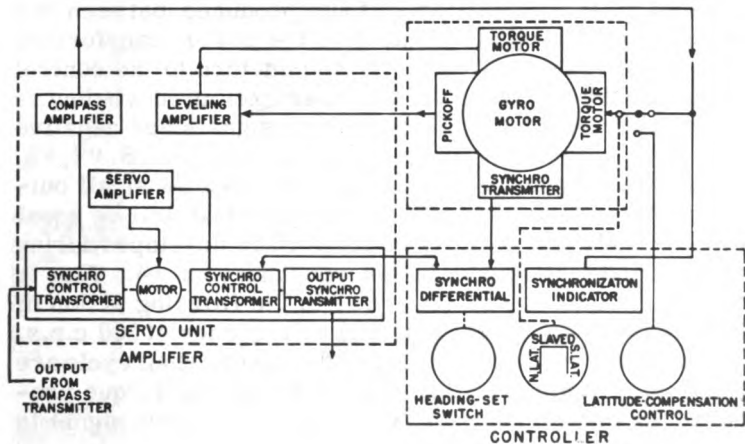 TORQUE
MOTOR
COMPASS
AMPLIFIER
LEVELING
AMPLIFIER
PICKOFF
GYRO
MOTOR
TORQUE
MOTOR
SYNCHRO
TRANSMITTER
SERVO
AMPLIFIER
SYNCHRO
CONTROL
TRANSFORMER
MOTOR
SYNCHRO
CONTROL
TRANSFORMER
OUTPUT
SYNCHRO
TRANSMITTER
SERVO UNIT
AMPLIFIER
OUTPUT
FROM
COMPASS
TRANSMITTER
SYNCHRO
DIFFERENTIAL
SYNCHRONIZATON
INDICATOR
SLAVED
N.LAT.
S.LAT.
HEADING-SET
SWITCH
LATITUDE-COMPENSATION
CONTROL
CONTROLLER